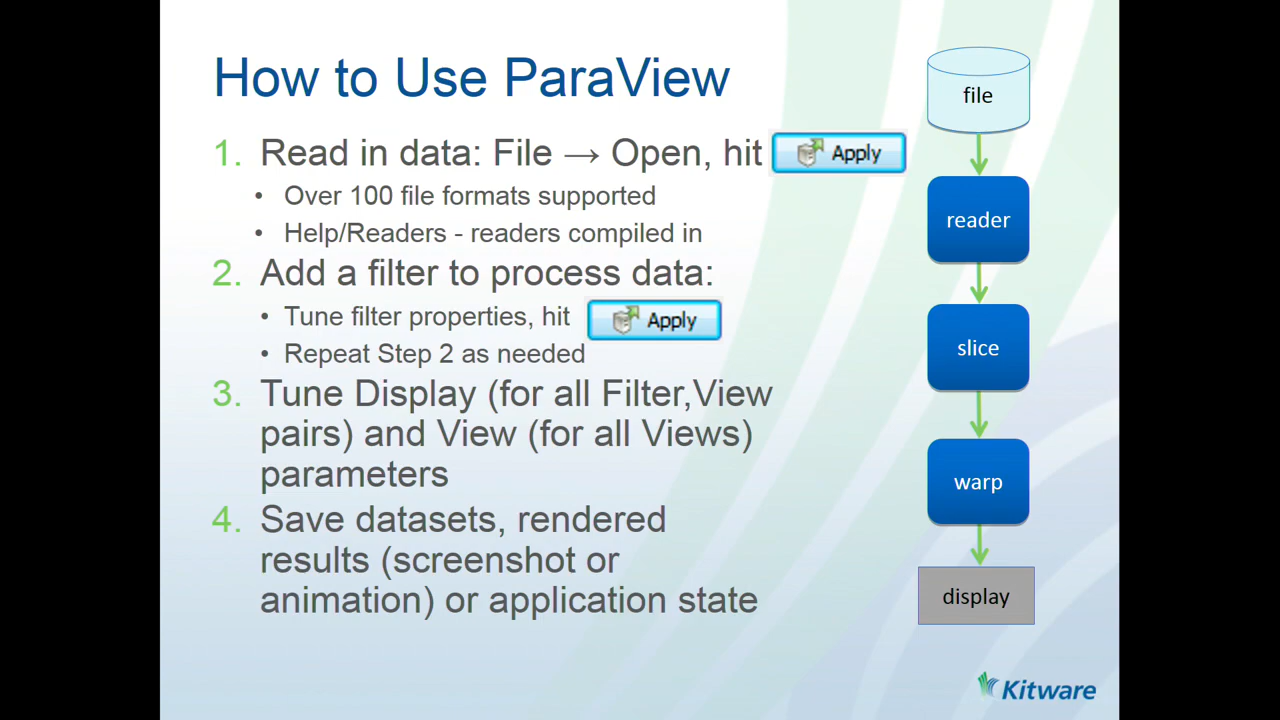 How to Use ParaView
1. Read in data: File → Open, hit Apply
• Over 100 file formats supported
• Help/Readers - readers compiled in
2. Add a filter to process data:
• Tune filter properties, hit Apply
• Repeat Step 2 as needed
3. Tune Display (for all Filter,View
pairs) and View (for all Views)
parameters
4. Save datasets, rendered
results (screenshot or
animation) or application state
file
reader
slice
warp
display
Kitware